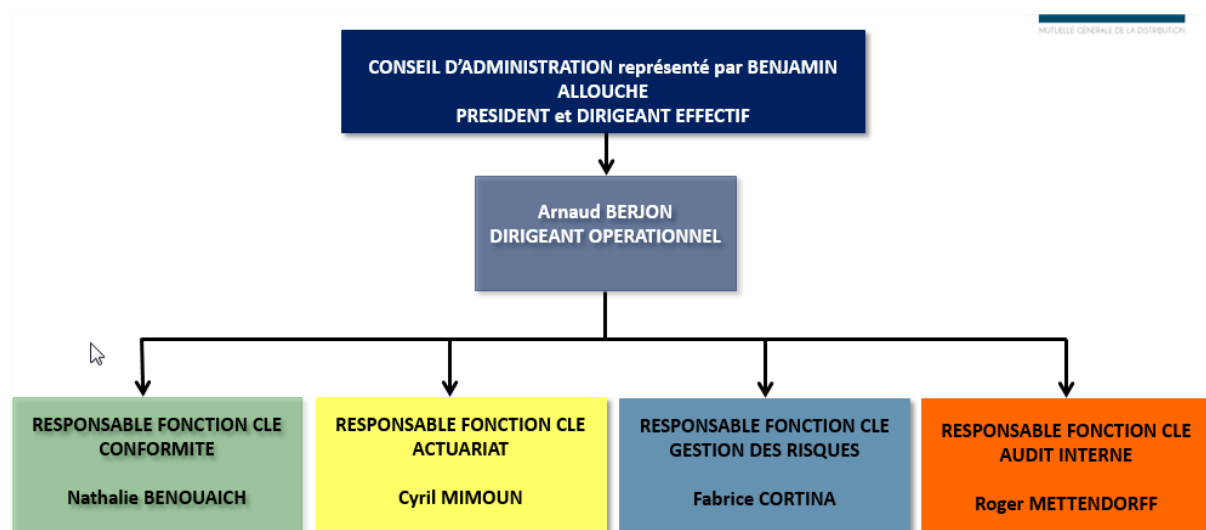 MUTUELLE GÉNÉRALE DE LA DISTRIBUTION
CONSEIL D'ADMINISTRATION représenté par BENJAMIN
ALLOUCHE
PRESIDENT et DIRIGEANT EFFECTIF
Arnaud BERJON
DIRIGEANT OPERATIONNEL
RESPONSABLE FONCTION CLE
CONFORMITE
Nathalie BENOUAICH
RESPONSABLE FONCTION CLE
ACTUARIAT
Cyril MIMOUN
RESPONSABLE FONCTION CLE
GESTION DES RISQUES
Fabrice CORTINA
RESPONSABLE FONCTION CLE
AUDIT INTERNE
Roger METTENDORFF